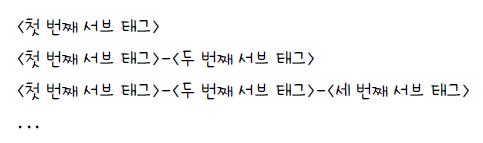 <첫 번째 서브 태그>
<첫 번째 서브 태그>-<두 번째 서브 태그>
<첫 번째 서브 태그>-<두 번째 서브 태그>-<세 번째 서브 태그>
...